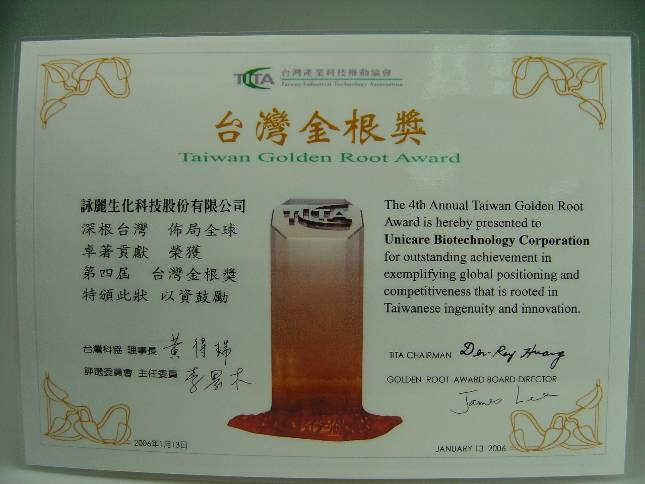 TITA 台灣產業科技推動協會
Taiwan Industrial Technology Association
台灣金根獎
Taiwan Golden Root Award
詠麗生化科技股份有限公司
深根台灣 佈局全球
卓著貢獻 榮獲
第四屆 台灣金根獎
特頒此狀 以資鼓勵
台灣科協 理事長 黃得瑞
評選委員會 主任委員
2006年1月13日
TITA
The 4th Annual Taiwan Golden Root
Award is hereby presented to
Unicare Biotechnology Corporation
for outstanding achievement in
exemplifying global positioning and
competitiveness that is rooted in
Taiwanese ingenuity and innovation.
TITA CHAIRMAN Der-Ray Huang
GOLDEN ROOT AWARD BOARD DIRECTOR
James Lee
JANUARY 13 2006